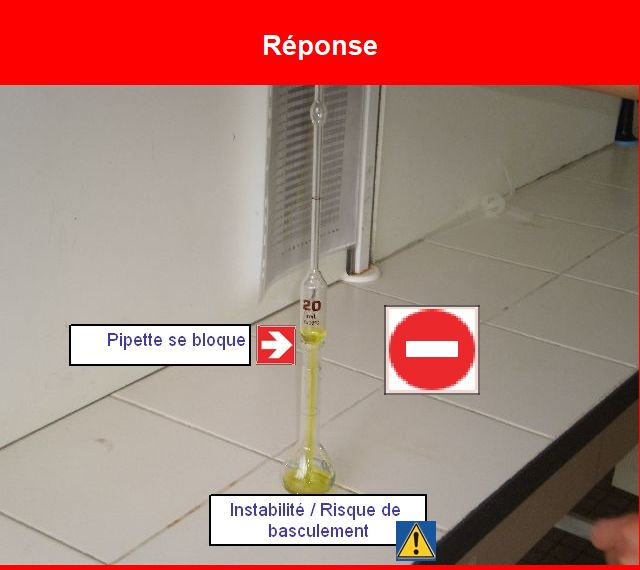 Réponse
20
Pipette se bloque
Instabilité / Risque de
basculement